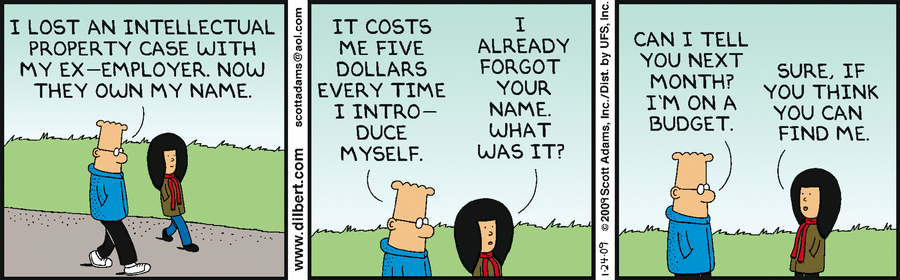 I LOST AN INTELLECTUAL
PROPERTY CASE WITH
MY EX-EMPLOYER. NOW
THEY OWN MY NAME.
www.dilbert.com scottadams@aol.com
IT COSTS
ME FIVE
DOLLARS
EVERY TIME
I INTRO-
DUCE
MYSELF.
I
ALREADY
FORGOT
YOUR
NAME.
WHAT
WAS IT?
1-24-09 ©2009 Scott Adams, Inc./Dist. by UFS, Inc.
CAN I TELL
YOU NEXT
MONTH?
I'M ON A
BUDGET.
SURE, IF
YOU THINK
YOU CAN
FIND ME.